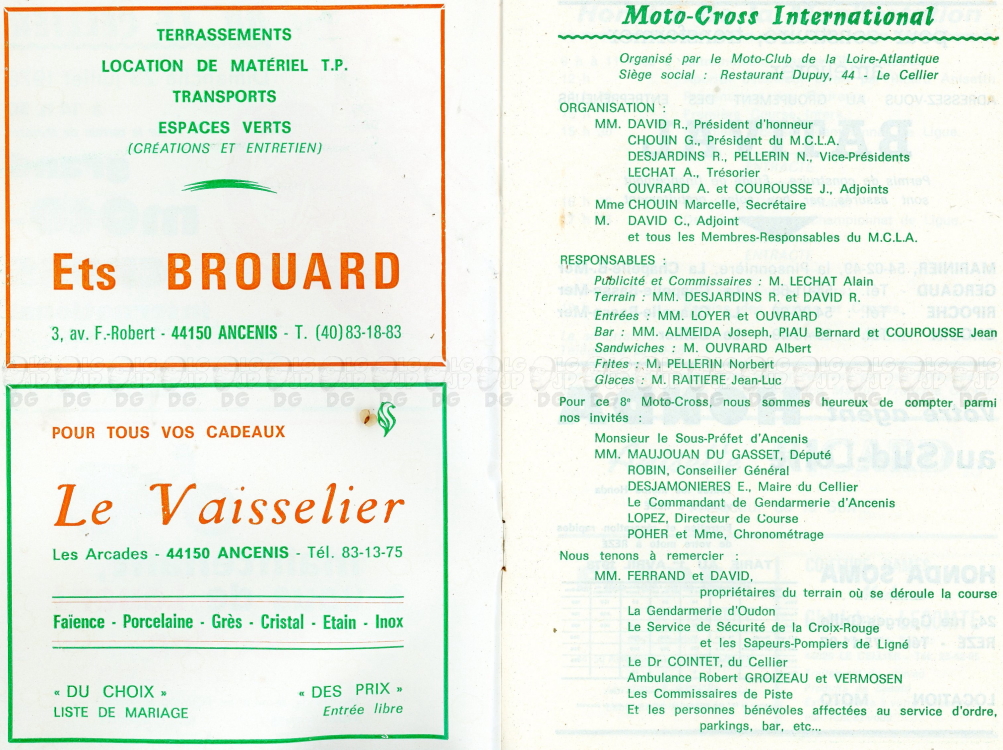 TERRASSEMENTS
LOCATION DE MATÉRIEL T.P.
TRANSPORTS
ESPACES VERTS
(CRÉATIONS ET ENTRETIEN)
Ets BROUARD
3, av. F.-Robert - 44150 ANCENIS - T. (40) 83-18-83
POUR TOUS VOS CADEAUX
Le Vaisselier
Les Arcades - 44150 ANCENIS - Tél. 83-13-75
Faïence - Porcelaine - Grès - Cristal - Etain - Inox
« DU CHOIX » « DES PRIX »
LISTE DE MARIAGE Entrée libre
Moto-Cross International
Organisé par le Moto-Club de la Loire-Atlantique
Siège social : Restaurant Dupuy, 44 - Le Cellier
ORGANISATION :
MM. DAVID R., Président d'honneur
CHOUIN G., Président du M.C.L.A.
DESJARDINS R., PELLERIN N., Vice-Présidents
LECHAT A., Trésorier
OUVRARD A. et COUROUSSE J., Adjoints
Mme CHOUIN Marcelle, Secrétaire
M. DAVID C., Adjoint
et tous les Membres-Responsables du M.C.L.A.
RESPONSABLES :
Publicité et Commissaires : M. LECHAT Alain
Terrain : MM. DESJARDINS R. et DAVID R.
Entrées : MM. LOYER et OUVRARD
Bar : MM. ALMEIDA Joseph, PIAU Bernard et COUROUSSE Jean
Sandwiches : M. OUVRARD Albert
Frites : M. PELLERIN Norbert
Glaces : M. RAITIERE Jean-Luc
Pour ce 8e Moto-Cross, nous sommes heureux de compter parmi
nos invités :
Monsieur le Sous-Préfet d'Ancenis
MM. MAUJOUAN DU GASSET, Député
ROBIN, Conseilier Général
DESJAMONIERES E., Maire du Cellier
Le Commandant de Gendarmerie d'Ancenis
LOPEZ, Directeur de Course
POHER et Mme, Chronométrage
Nous tenons à remercier :
MM. FERRAND et DAVID,
propriétaires du terrain où se déroule la course
La Gendarmerie d'Oudon
Le Service de Sécurité de la Croix-Rouge
et les Sapeurs-Pompiers de Ligné
Le Dr COINTET, du Cellier
Ambulance Robert GROIZEAU et VERMOSEN
Les Commissaires de Piste
Et les personnes bénévoles affectées au service d'ordre,
parkings, bar, etc...